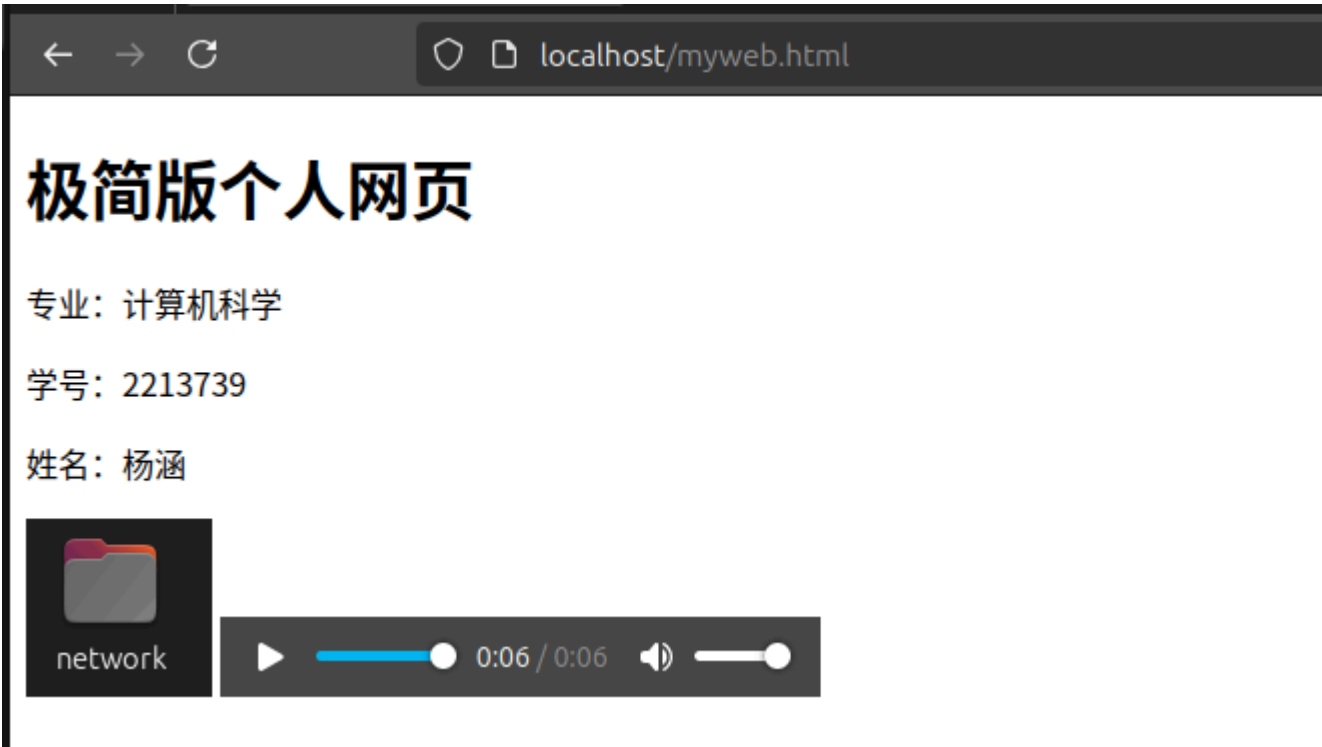 localhost/myweb.html
极简版个人网页
专业：计算机科学
学号：2213739
姓名：杨涵
network
0:06 / 0:06